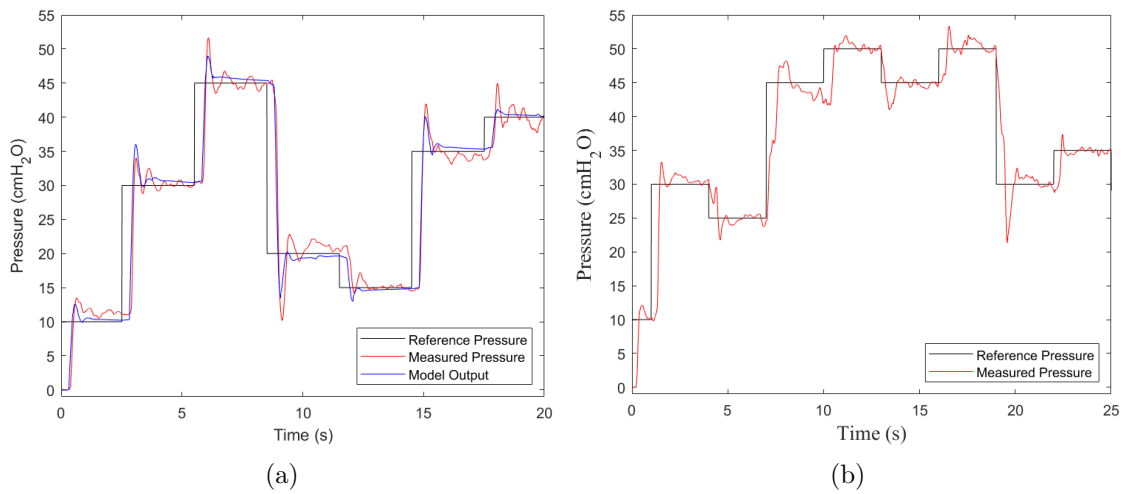 55
50
45
40
35
30
25
20
15
10
5
0
Pressure (cmH2O)
0 5 10 15 20
Time (s)
Reference Pressure
Measured Pressure
Model Output
(a)
55
50
45
40
35
30
25
20
15
10
5
0
Pressure (cmH2O)
0 5 10 15 20 25
Time (s)
Reference Pressure
Measured Pressure
(b)